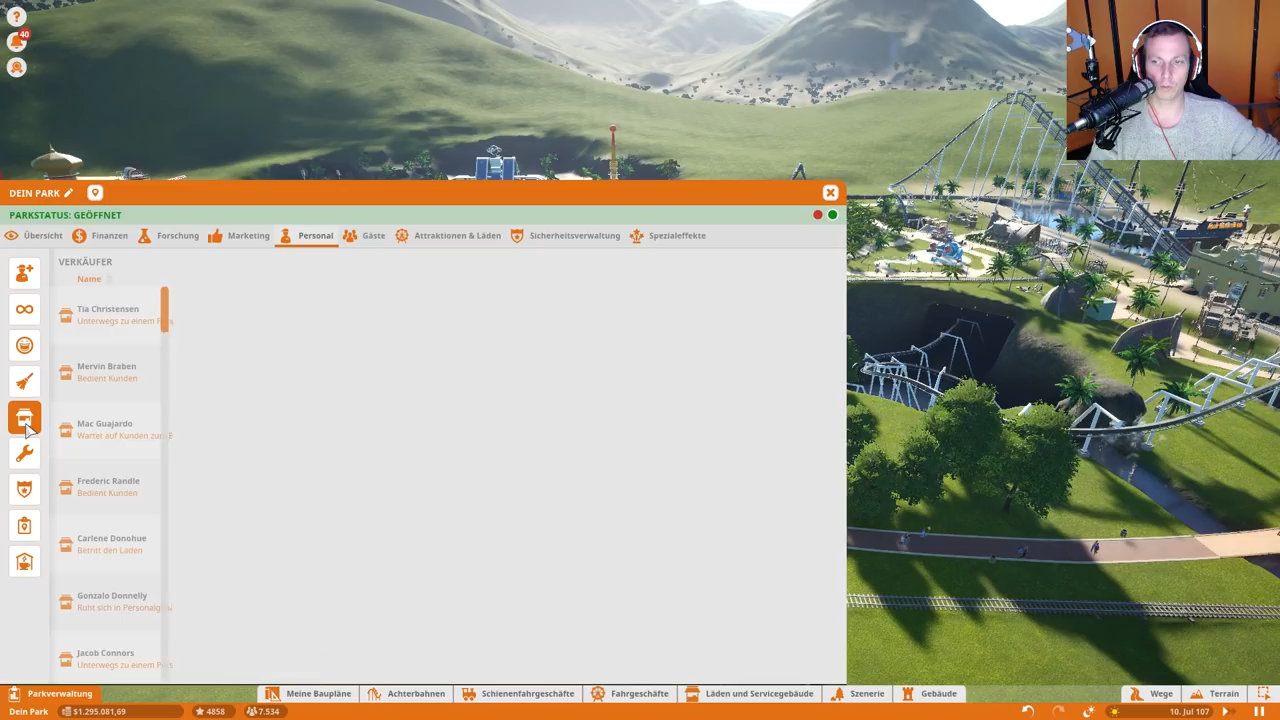 40
DEIN PARK
PARKSTATUS: GEÖFFNET
Übersicht Finanzen Forschung Marketing Personal Gäste Attraktionen & Läden Sicherheitsverwaltung Spezialeffekte
VERKÄUFER
Name
Tia Christensen
Unterwegs zu einem
Mervin Braben
Bedient Kunden
Mac Guajardo
Wartet auf Kunden
Frederic Randle
Bedient Kunden
Carlene Donohue
Betritt den Laden
Gonzalo Donnelly
Ruht sich in
Jacob Connors
Unterwegs zu einem
Parkverwaltung Meine Baupläne Achterbahnen Schienenfahrgeschäfte Fahrgeschäfte Läden und Servicegebäude Szenerie Gebäude Wege Terrain
Dein Park $1.295.081,69 4858 7.534 10. Jul 107